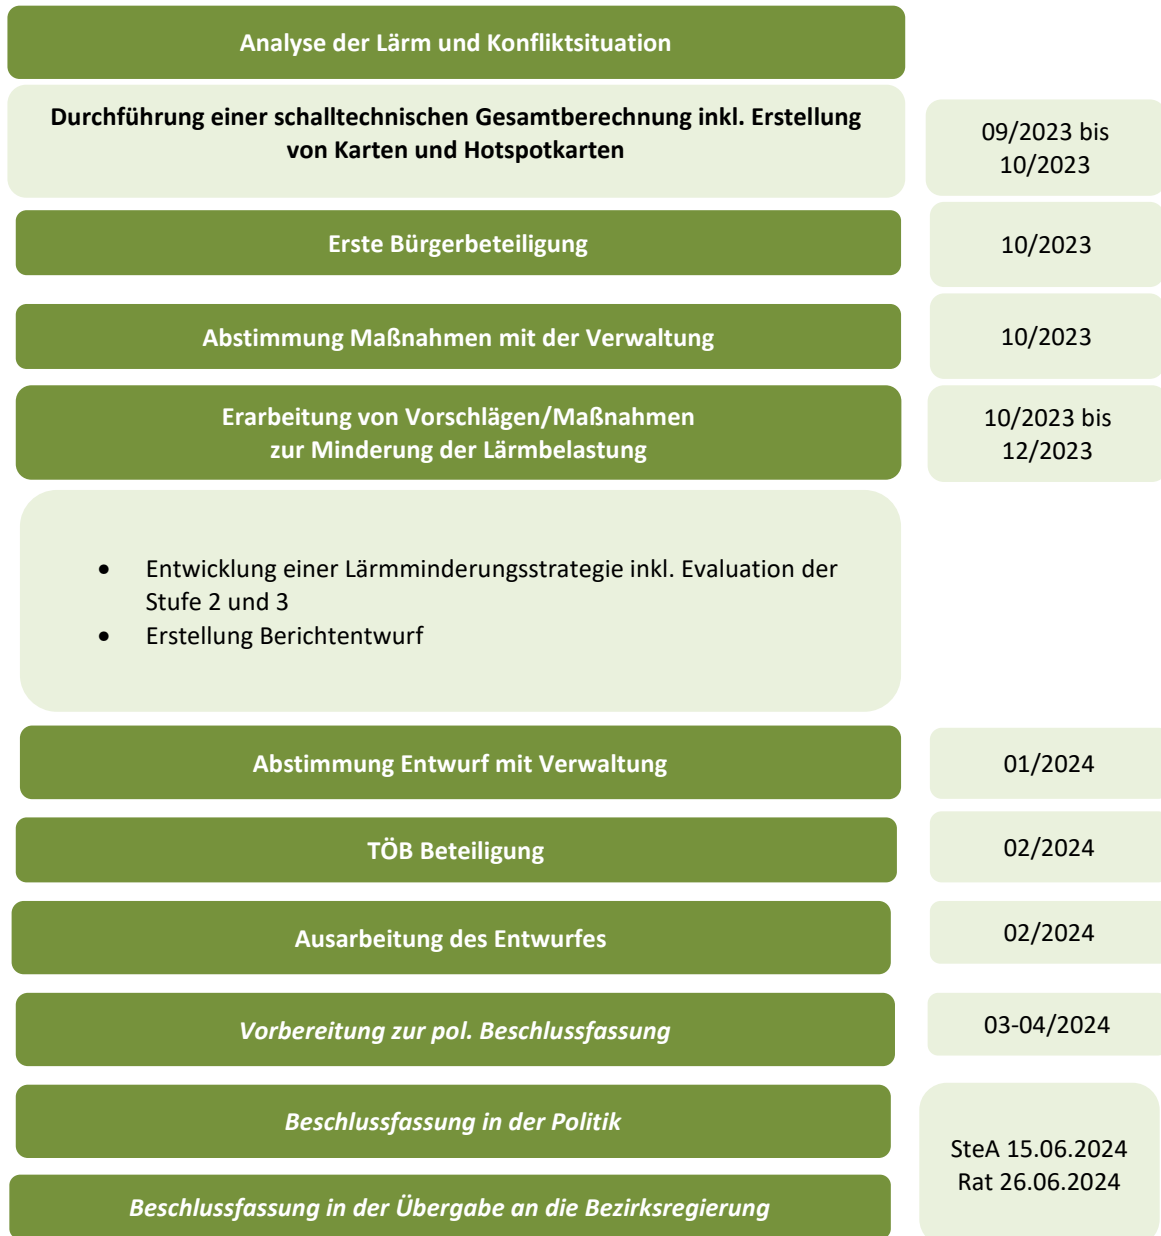 Analyse der Lärm und Konfliktsituation
Durchführung einer schalltechnischen Gesamtberechnung inkl. Erstellung
von Karten und Hotspotkarten
09/2023 bis
10/2023
Erste Bürgerbeteiligung
10/2023
Abstimmung Maßnahmen mit der Verwaltung
10/2023
Erarbeitung von Vorschlägen/Maßnahmen
zur Minderung der Lärmbelastung
10/2023 bis
12/2023
• Entwicklung einer Lärmminderungsstrategie inkl. Evaluation der
Stufe 2 und 3
• Erstellung Berichtentwurf
Abstimmung Entwurf mit Verwaltung
01/2024
TÖB Beteiligung
02/2024
Ausarbeitung des Entwurfes
02/2024
Vorbereitung zur pol. Beschlussfassung
03-04/2024
Beschlussfassung in der Politik
SteA 15.06.2024
Rat 26.06.2024
Beschlussfassung in der Übergabe an die Bezirksregierung